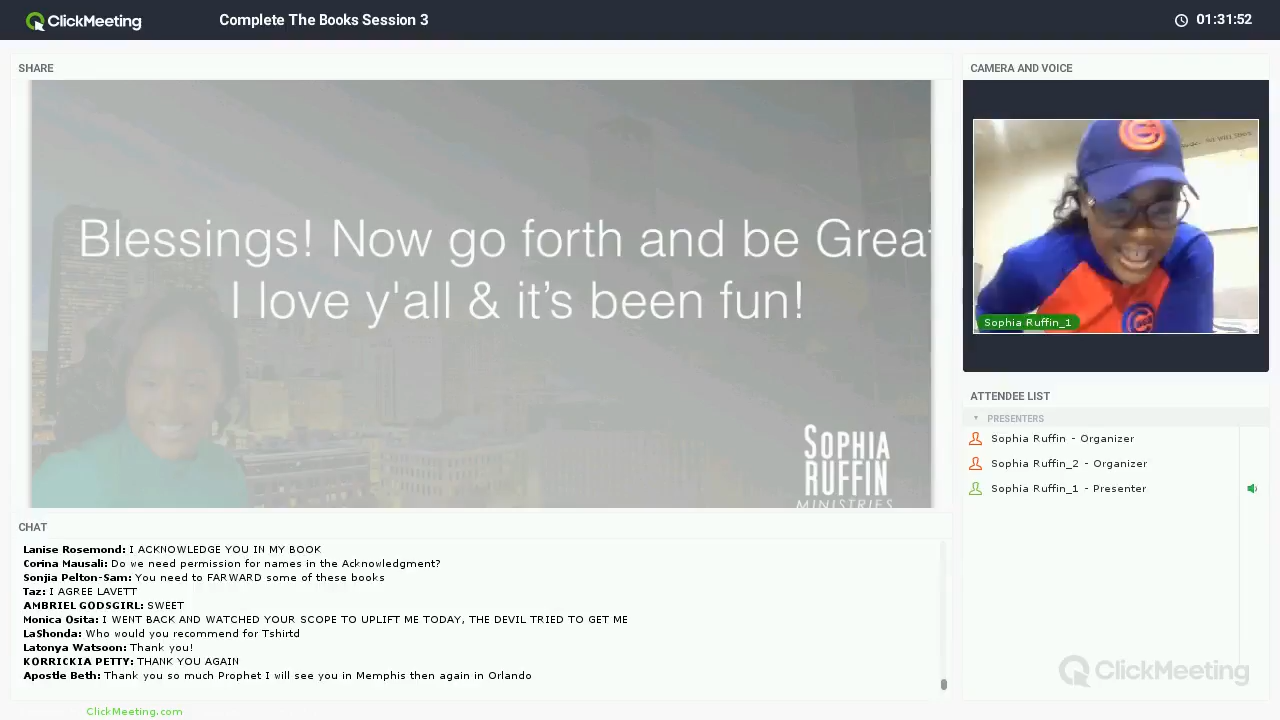 ClickMeeting
Complete The Books Session 3
01:31:52
SHARE
Blessings! Now go forth and be Great
I love y'all & it's been fun!
SOPHIA
RUFFIN
MINISTRIES
CAMERA AND VOICE
Sophia Ruffin_1
ATTENDEE LIST
PRESENTERS
Sophia Ruffin - Organizer
Sophia Ruffin_2 - Organizer
Sophia Ruffin_1 - Presenter
CHAT
Lanise Rosemond: I ACKNOWLEDGE YOU IN MY BOOK
Corina Mausali: Do we need permission for names in the Acknowledgment?
Sonjia Pelton-Sam: You need to FARWARD some of these books
Taz: I AGREE LAVETT
AMBRIEL GODSGIRL: SWEET
Monica Osita: I WENT BACK AND WATCHED YOUR SCOPE TO UPLIFT ME TODAY, THE DEVIL TRIED TO GET ME
LaShonda: Who would you recommend for Tshirtd
Latonya Watsoon: Thank you!
KORRICKIA PETTY: THANK YOU AGAIN
Apostle Beth: Thank you so much Prophet I will see you in Memphis then again in Orlando
ClickMeeting
ClickMeeting.com